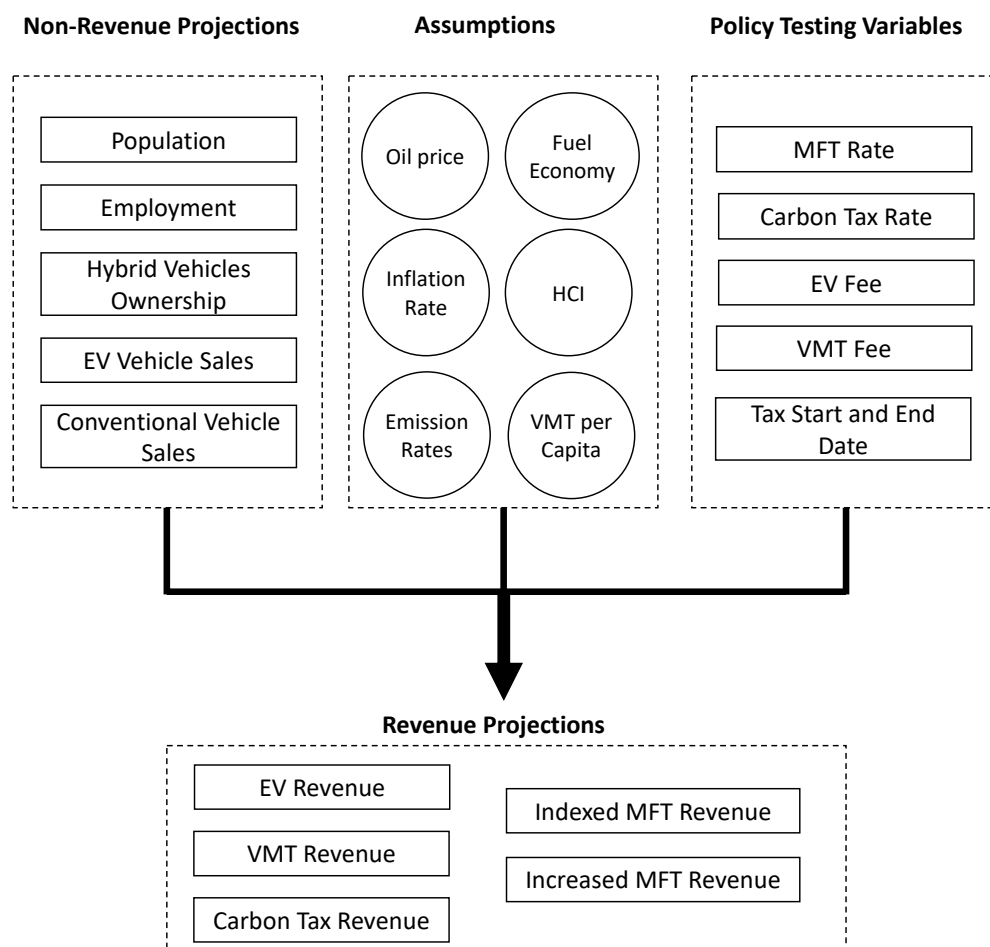 Non-Revenue Projections
Assumptions
Policy Testing Variables
Population
Employment
Hybrid Vehicles
Ownership
EV Vehicle Sales
Conventional Vehicle
Sales
Oil price
Fuel
Economy
Inflation
Rate
HCI
Emission
Rates
VMT per
Capita
MFT Rate
Carbon Tax Rate
EV Fee
VMT Fee
Tax Start and End
Date
Revenue Projections
EV Revenue
VMT Revenue
Carbon Tax Revenue
Indexed MFT Revenue
Increased MFT Revenue